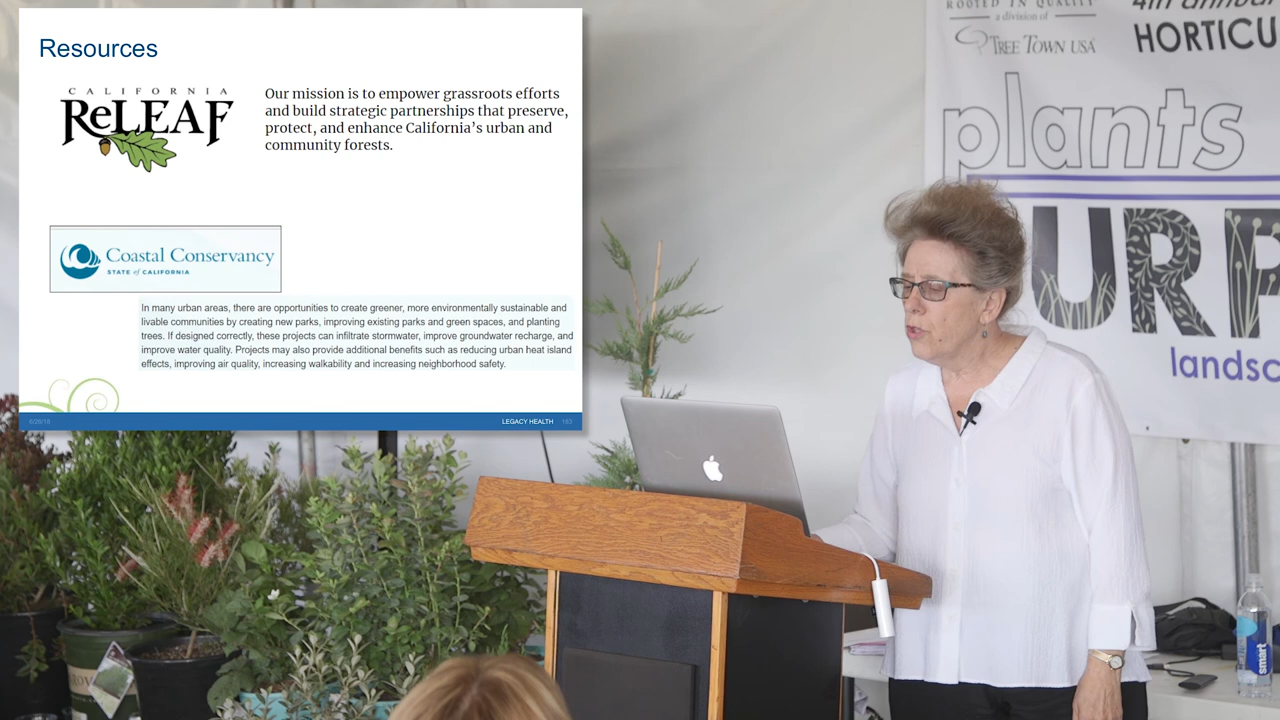 Resources
CALIFORNIA
ReLEAF
Our mission is to empower grassroots efforts
and build strategic partnerships that preserve,
protect, and enhance California's urban and
community forests.
Coastal Conservancy
STATE of CALIFORNIA
In many urban areas, there are opportunities to create greener, more environmentally sustainable and
livable communities by creating new parks, improving existing parks and green spaces, and planting
trees. If designed correctly, these projects can infiltrate stormwater, improve groundwater recharge, and
improve water quality. Projects may also provide additional benefits such as reducing urban heat island
effects, improving air quality, increasing walkability and increasing neighborhood safety.
LEGACY HEALTH
ROOTED IN QUALITY
a division of
TREE TOWN USA
4th annual
HORTICU
plants
URP
landsc
smart